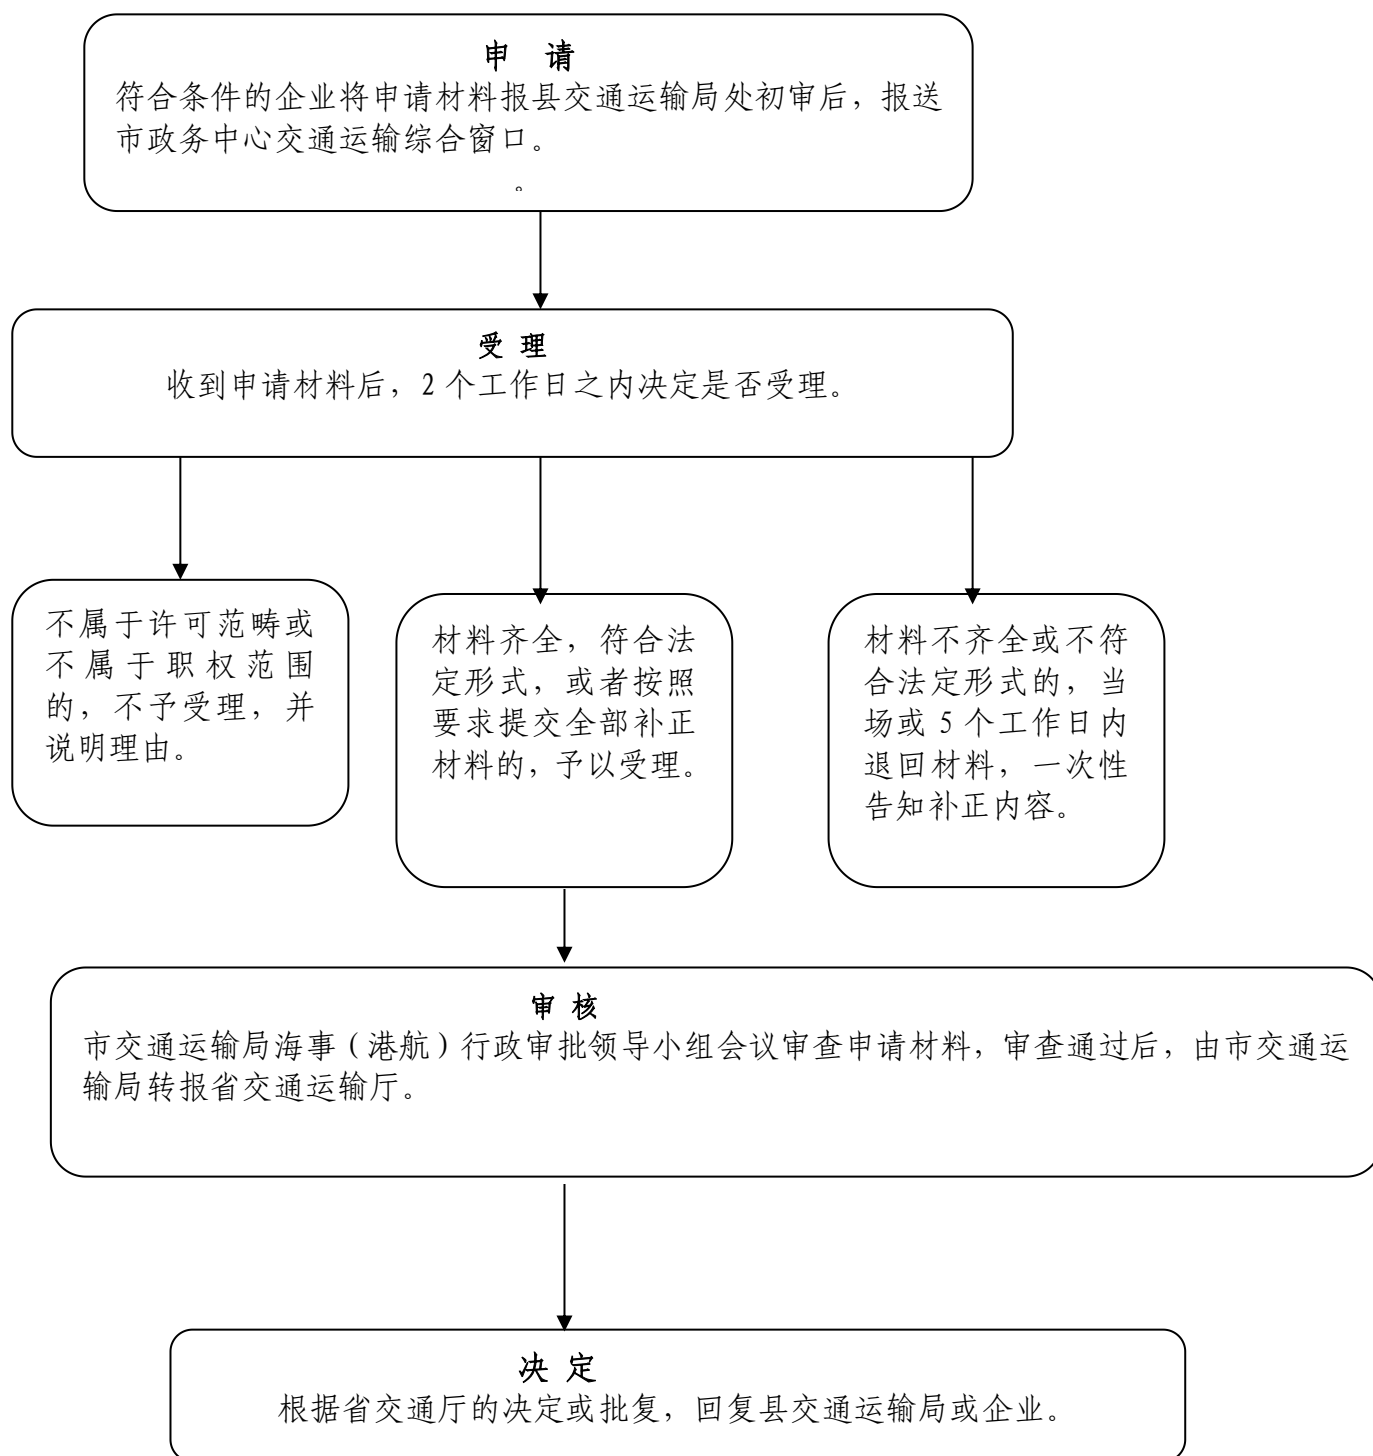 申 请
符合条件的企业将申请材料报县交通运输局处初审后，报送
市政务中心交通运输综合窗口。
。
受 理
收到申请材料后，2 个工作日之内决定是否受理。
不属于许可范畴或
不属于职权范围
的，不予受理，并
说明理由。
材料齐全，符合法
定形式，或者按照
要求提交全部补正
材料的，予以受理。
材料不齐全或不符
合法定形式的，当
场或 5 个工作日内
退回材料，一次性
告知补正内容。
审 核
市交通运输局海事（港航）行政审批领导小组会议审查申请材料，审查通过后，由市交通运
输局转报省交通运输厅。
决 定
根据省交通厅的决定或批复，回复县交通运输局或企业。